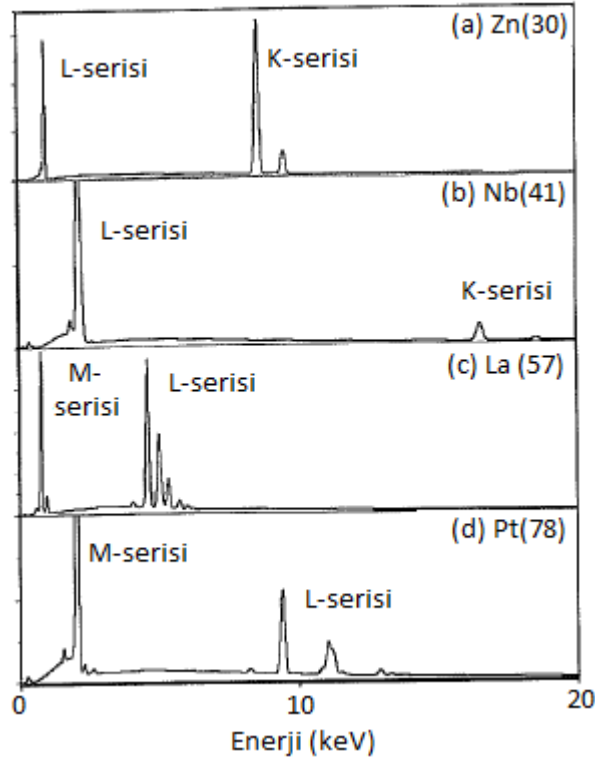 (a) Zn(30)
L-serisi
K-serisi
(b) Nb(41)
L-serisi
K-serisi
(c) La (57)
M-
serisi
L-serisi
(d) Pt(78)
M-serisi
L-serisi
0
10
20
Enerji (keV)